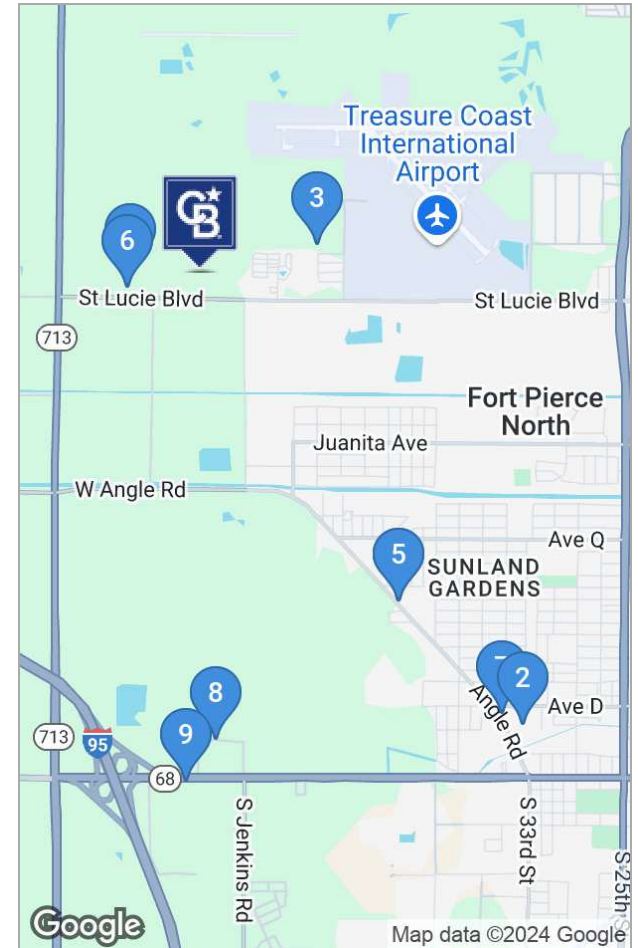 Treasure Coast
International
Airport
3
CB
6
St Lucie Blvd
St Lucie Blvd
713
Fort Pierce
North
Juanita Ave
W Angle Rd
Ave Q
5
SUNLAND
GARDENS
2
8
Ave D
Angle Rd
9
713
95
68
S Jenkins Rd
S 33rd St
S 25th S
Google
Map data ©2024 Google